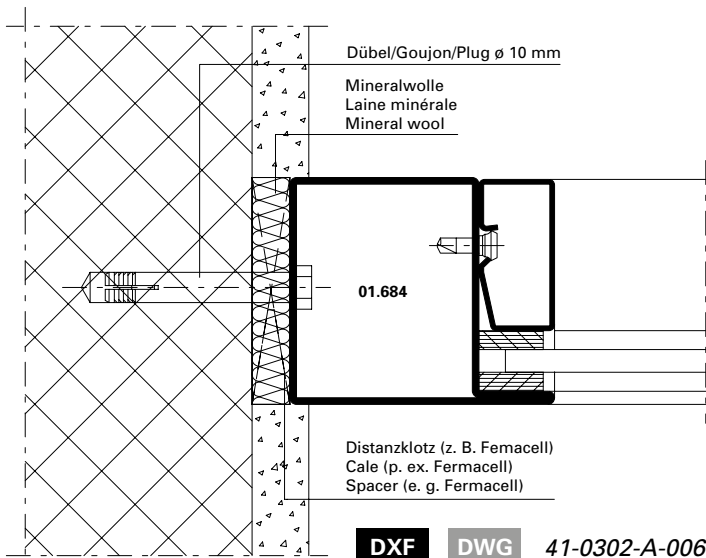 Dübel/Goujon/Plug ø 10 mm
Mineralwolle
Laine minérale
Mineral wool
01.684
Distanzklotz (z. B. Femacell)
Cale (p. ex. Fermacell)
Spacer (e. g. Fermacell)
DXF DWG 41-0302-A-006